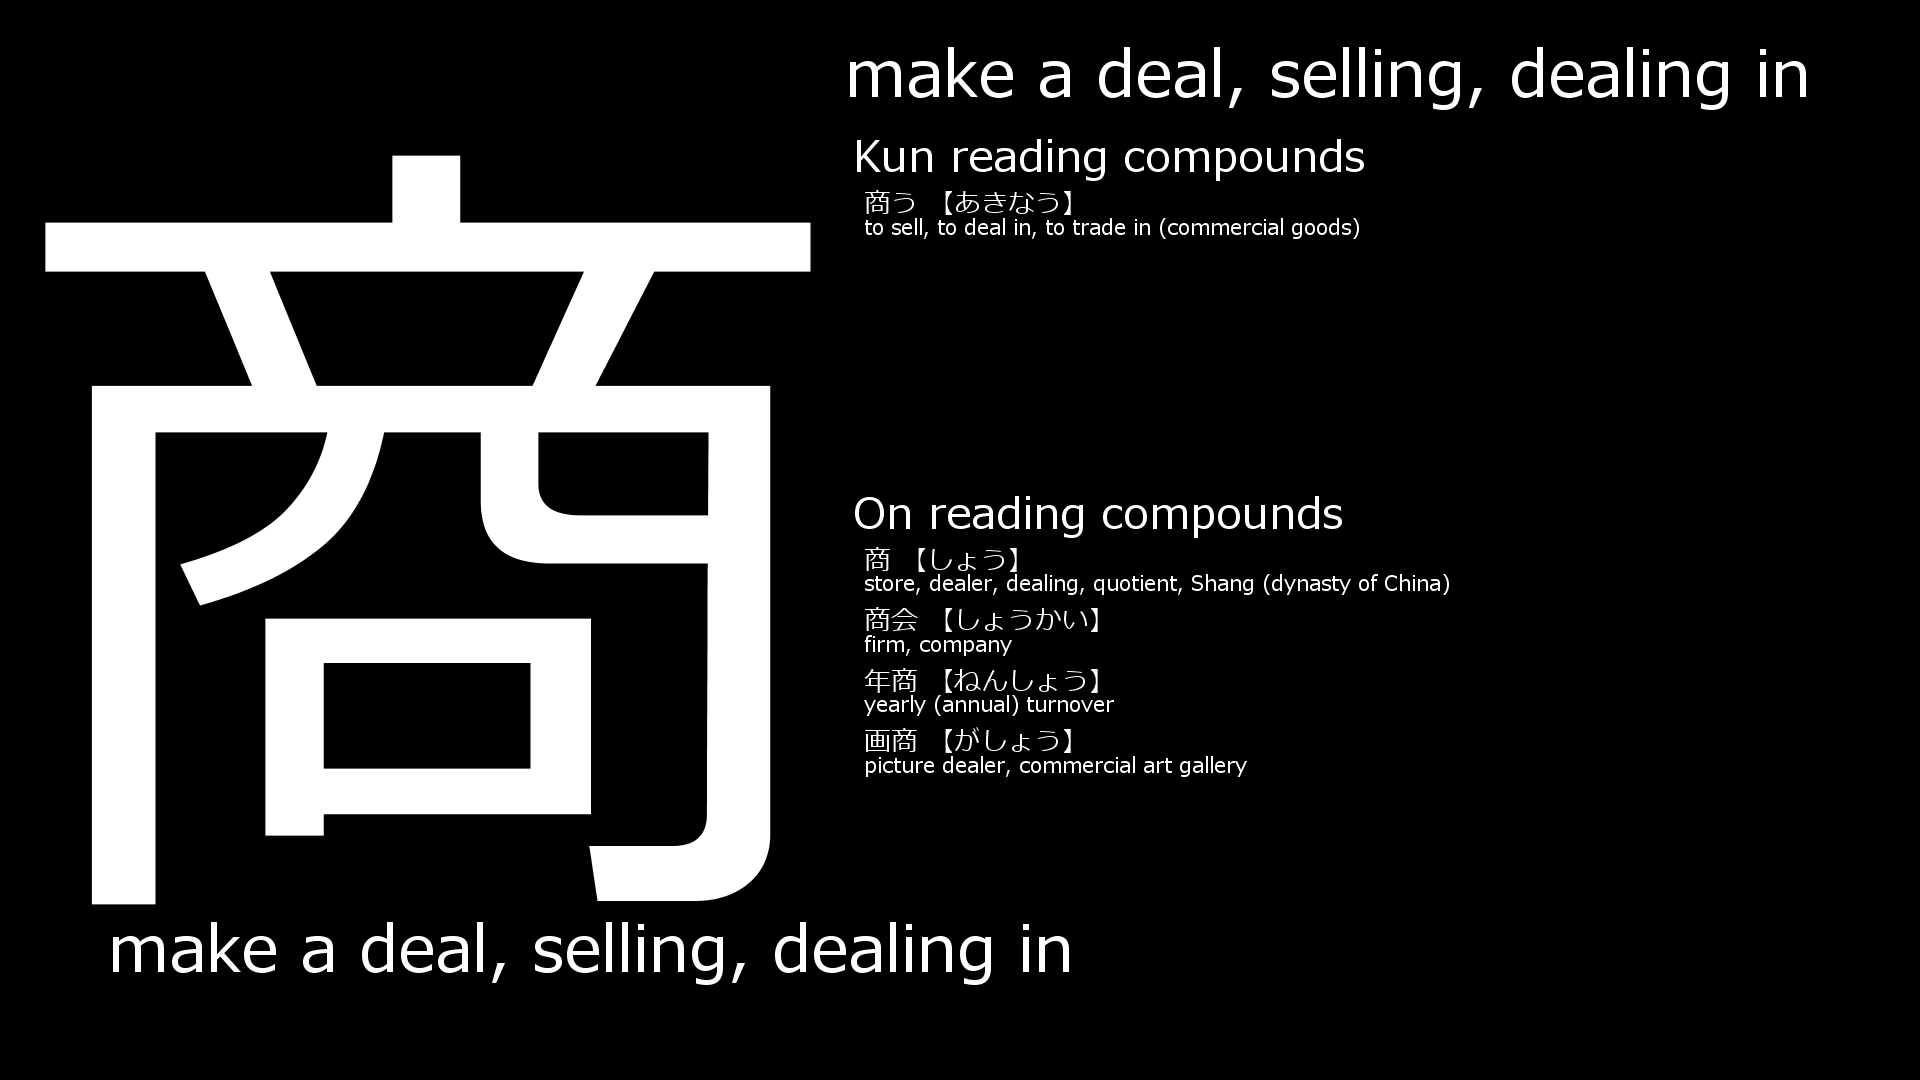 商
make a deal, selling, dealing in
make a deal, selling, dealing in
Kun reading compounds
商う 【あきなう】
to sell, to deal in, to trade in (commercial goods)
On reading compounds
商 【しょう】
store, dealer, dealing, quotient, Shang (dynasty of China)
商会 【しょうかい】
firm, company
年商 【ねんしょう】
yearly (annual) turnover
画商 【がしょう】
picture dealer, commercial art gallery